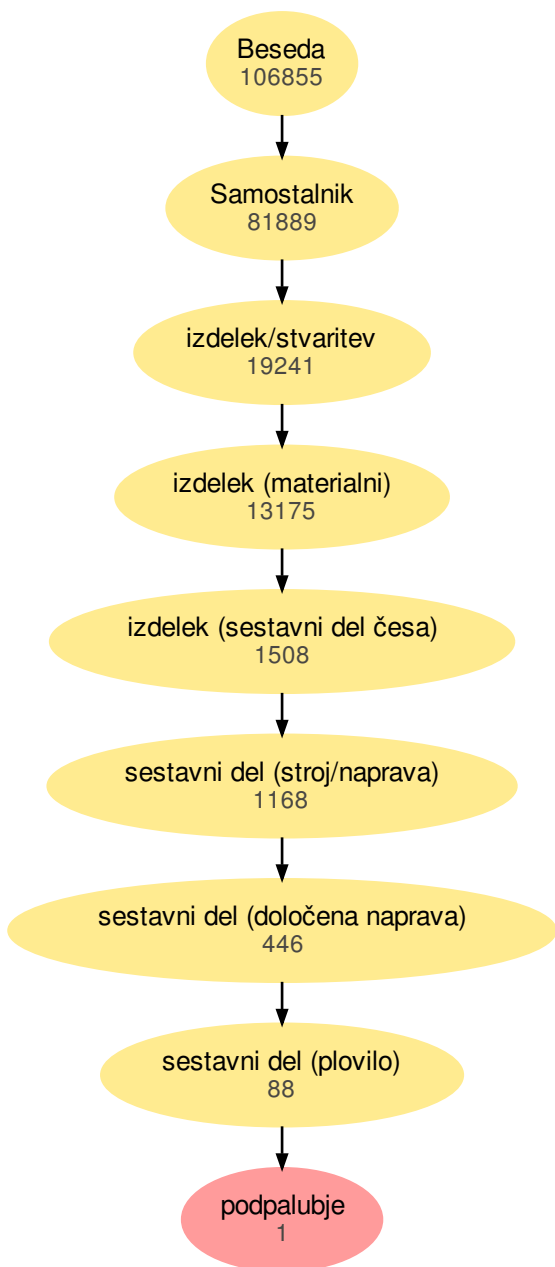 Beseda
106855
Samostalnik
81889
izdelek/stvaritev
19241
izdelek (materialni)
13175
izdelek (sestavni del česa)
1508
sestavni del (stroj/naprava)
1168
sestavni del (določena naprava)
446
sestavni del (plovilo)
88
podpalubje
1